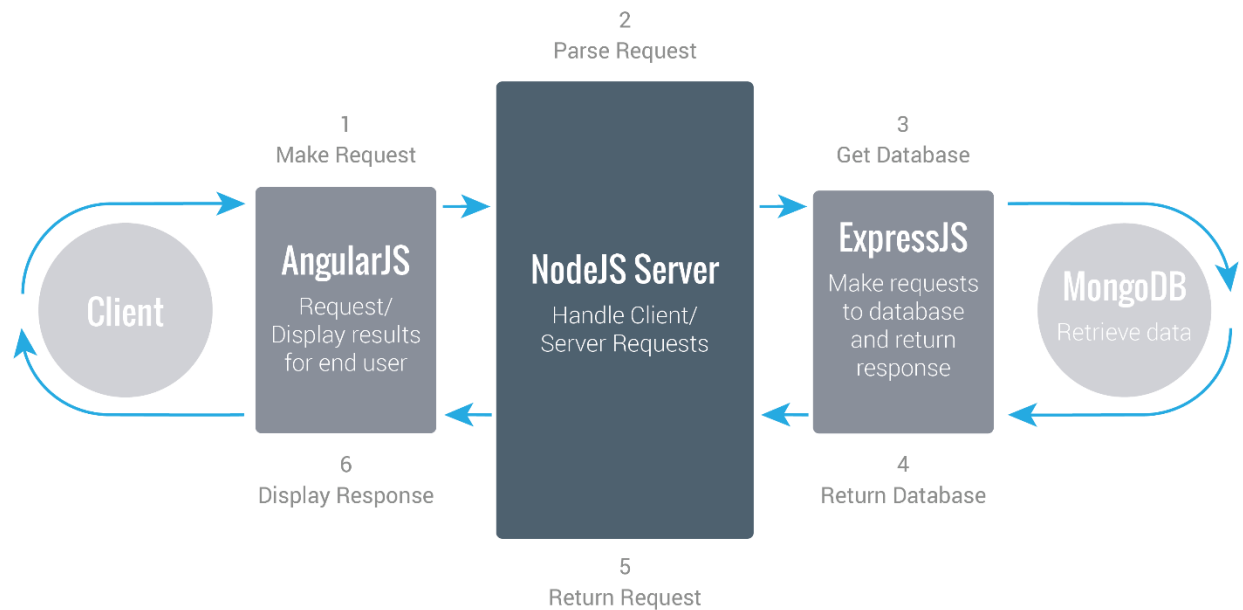 2
Parse Request
1
Make Request
3
Get Database
Client
AngularJS
Request/
Display results
for end user
NodeJS Server
Handle Client/
Server Requests
ExpressJS
Make requests
to database
and return
response
MongoDB
Retrieve data
6
Display Response
4
Return Database
5
Return Request